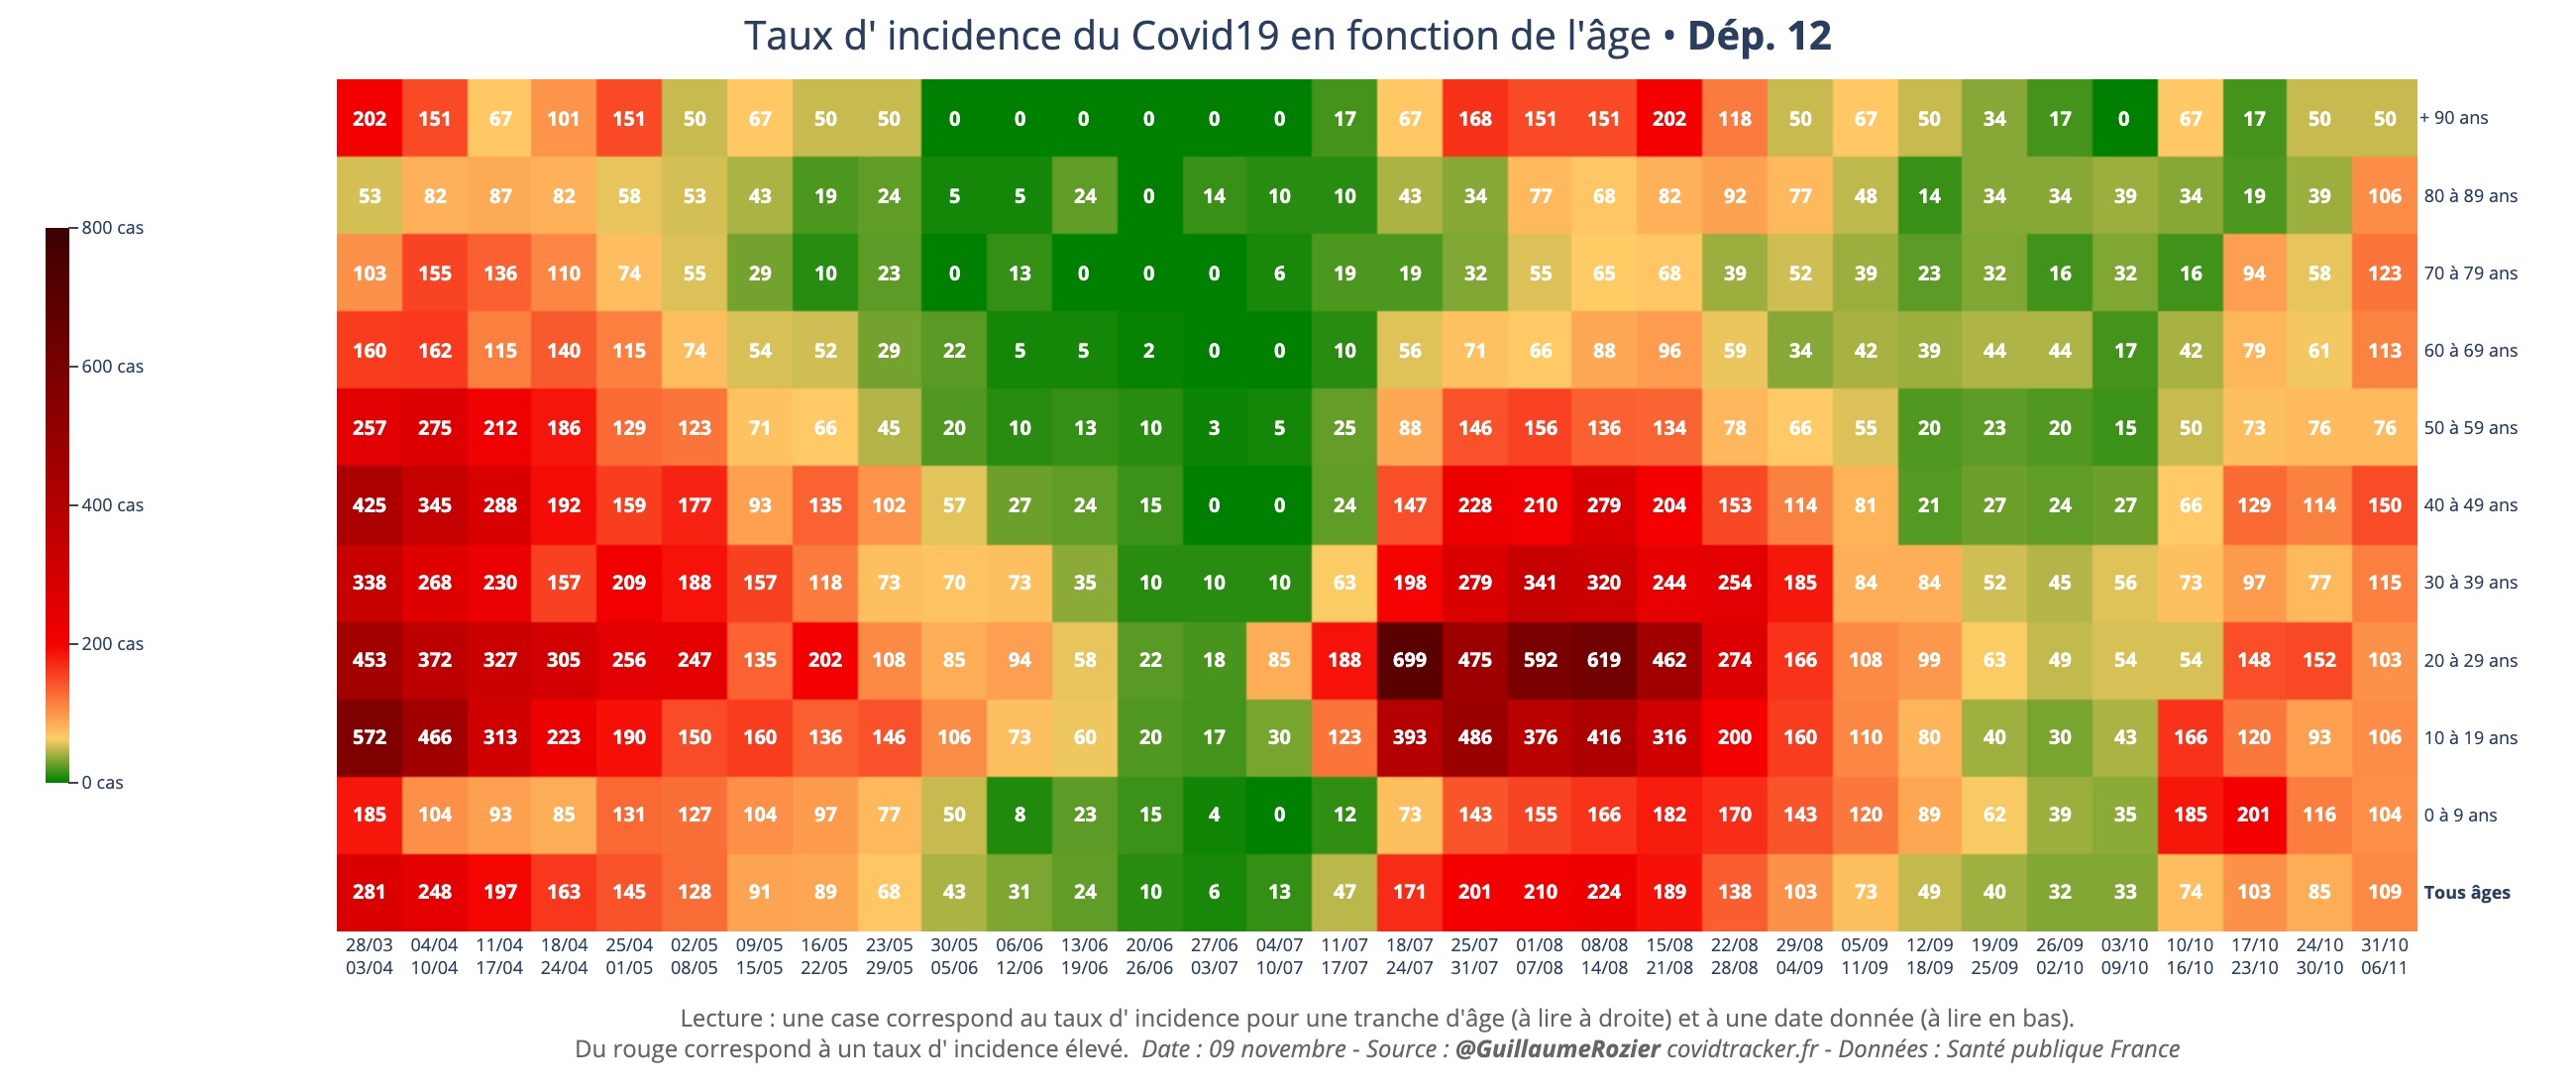 Taux d' incidence du Covid19 en fonction de l'âge • Dép. 12
800 cas
600 cas
400 cas
200 cas
0 cas
202 151 67 101 151 50 67 50 50 0 0 0 0 0 0 17 67 168 151 151 202 118 50 67 50 34 17 0 67 17 50 50 + 90 ans
53 82 87 82 58 53 43 19 24 5 5 24 0 14 10 10 43 34 77 68 82 92 77 48 14 34 34 39 34 19 39 106 80 à 89 ans
103 155 136 110 74 55 29 10 23 0 13 0 0 0 6 19 19 32 55 65 68 39 52 39 23 32 16 32 16 94 58 123 70 à 79 ans
160 162 115 140 115 74 54 52 29 22 5 5 2 0 0 10 56 71 66 88 96 59 34 42 39 44 44 17 42 79 61 113 60 à 69 ans
257 275 212 186 129 123 71 66 45 20 10 13 10 3 5 25 88 146 156 136 134 78 66 55 20 23 20 15 50 73 76 76 50 à 59 ans
425 345 288 192 159 177 93 135 102 57 27 24 15 0 0 24 147 228 210 279 204 153 114 81 21 27 24 27 66 129 114 150 40 à 49 ans
338 268 230 157 209 188 157 118 73 70 73 35 10 10 10 63 198 279 341 320 244 254 185 84 84 52 45 56 73 97 77 115 30 à 39 ans
453 372 327 305 256 247 135 202 108 85 94 58 22 18 85 188 699 475 592 619 462 274 166 108 99 63 49 54 54 148 152 103 20 à 29 ans
572 466 313 223 190 150 160 136 146 106 73 60 20 17 30 123 393 486 376 416 316 200 160 110 80 40 30 43 166 120 93 106 10 à 19 ans
185 104 93 85 131 127 104 97 77 50 8 23 15 4 0 12 73 143 155 166 182 170 143 120 89 62 39 35 185 201 116 104 0 à 9 ans
281 248 197 163 145 128 91 89 68 43 31 24 10 6 13 47 171 201 210 224 189 138 103 73 49 40 32 33 74 103 85 109 Tous âges
28/03 04/04 11/04 18/04 25/04 02/05 09/05 16/05 23/05 30/05 06/06 13/06 20/06 27/06 04/07 11/07 18/07 25/07 01/08 08/08 15/08 22/08 29/08 05/09 12/09 19/09 26/09 03/10 10/10 17/10 24/10 31/10
03/04 10/04 17/04 24/04 01/05 08/05 15/05 22/05 29/05 05/06 12/06 19/06 26/06 03/07 10/07 17/07 24/07 31/07 07/08 14/08 21/08 28/08 04/09 11/09 18/09 25/09 02/10 09/10 16/10 23/10 30/10 06/11
Lecture : une case correspond au taux d' incidence pour une tranche d'âge (à lire à droite) et à une date donnée (à lire en bas).
Du rouge correspond à un taux d' incidence élevé. Date : 09 novembre - Source : @GuillaumeRozier covidtracker.fr - Données : Santé publique France